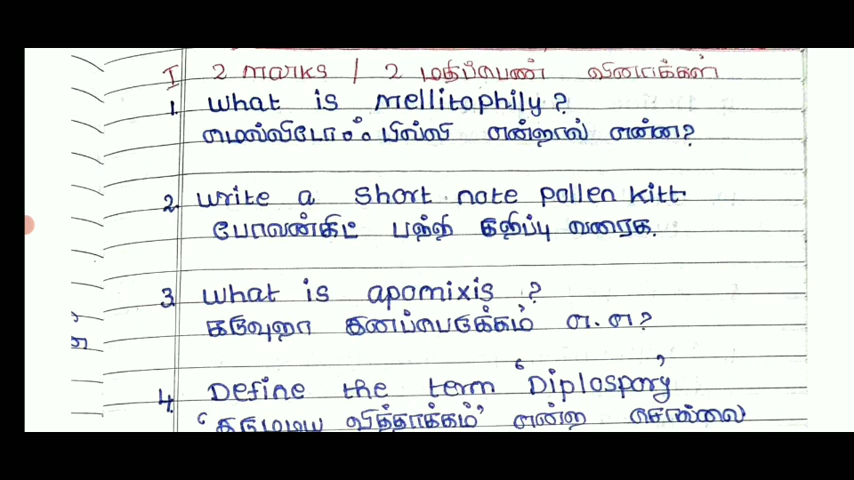 I 2 marks / 2 மதிப்பெண் வினாக்கள்
1. What is mellitophily?
மெல்லிடோஃபில்லி என்றால் என்ன?
2. Write a short note pollen kitt
போலன்கிட் பற்றி குறிப்பு வரைக.
3. What is apomixis ?
கருவுறா இனப்பெருக்கம் எ.எ?
4. Define the term 'Diplospory'
வித்தாக்கம்' என்ற சொல்லை